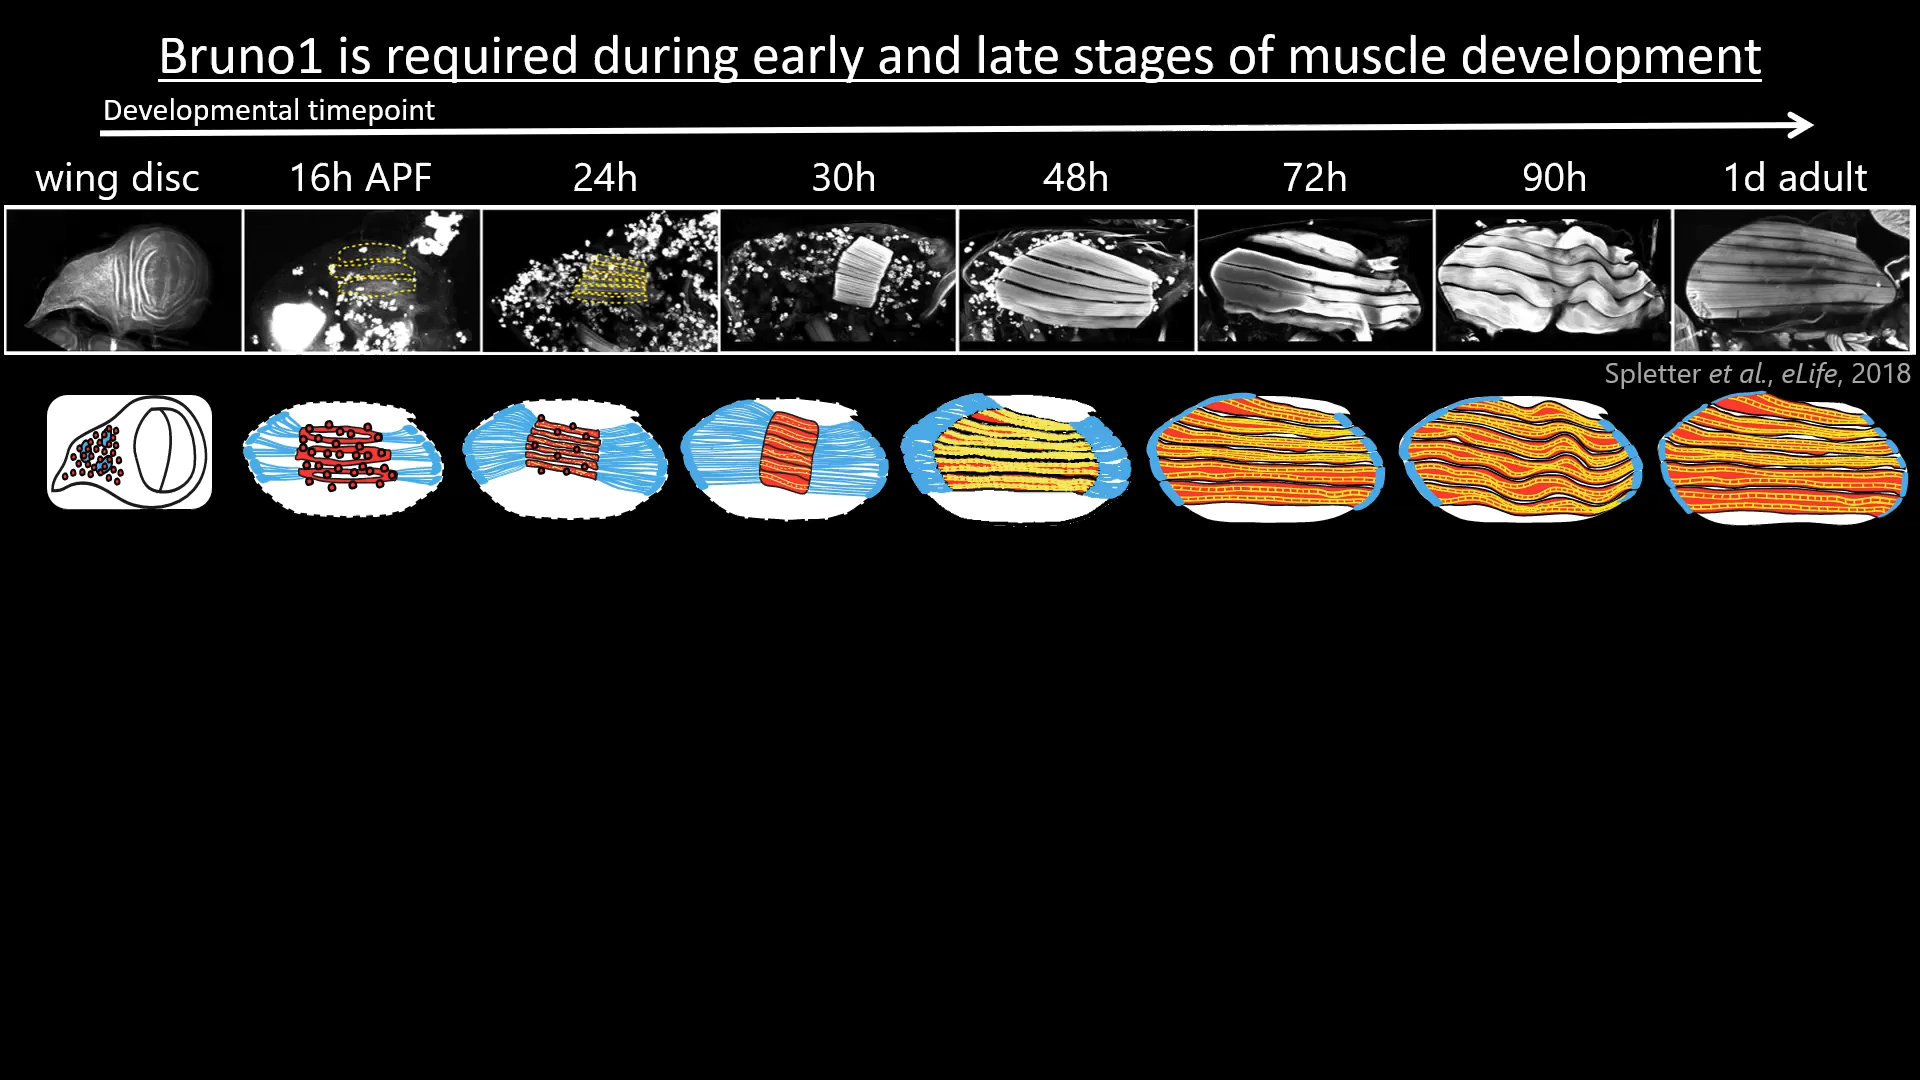 Bruno1 is required during early and late stages of muscle development
Developmental timepoint
wing disc 16h APF 24h 30h 48h 72h 90h 1d adult
Spletter et al., eLife, 2018